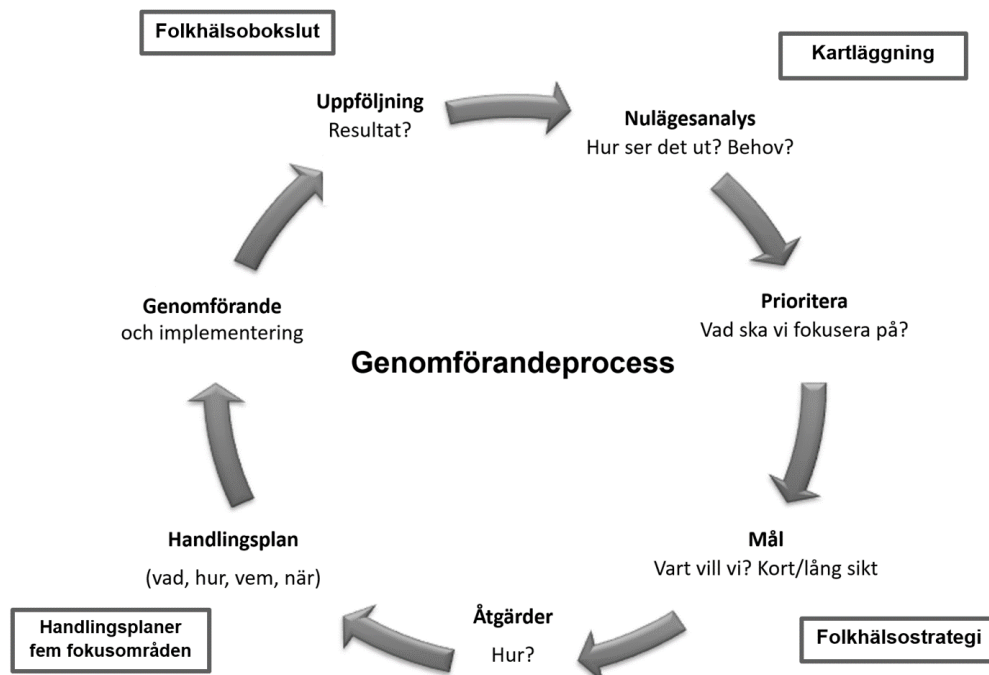 Folkhälsobokslut
Kartläggning
Uppföljning
Resultat?
Nulägesanalys
Hur ser det ut? Behov?
Genomförande
och implementering
Prioritera
Vad ska vi fokusera på?
Genomförandeprocess
Handlingsplan
(vad, hur, vem, när)
Mål
Vart vill vi? Kort/lång sikt
Åtgärder
Hur?
Handlingsplaner
fem fokusområden
Folkhälsostrategi